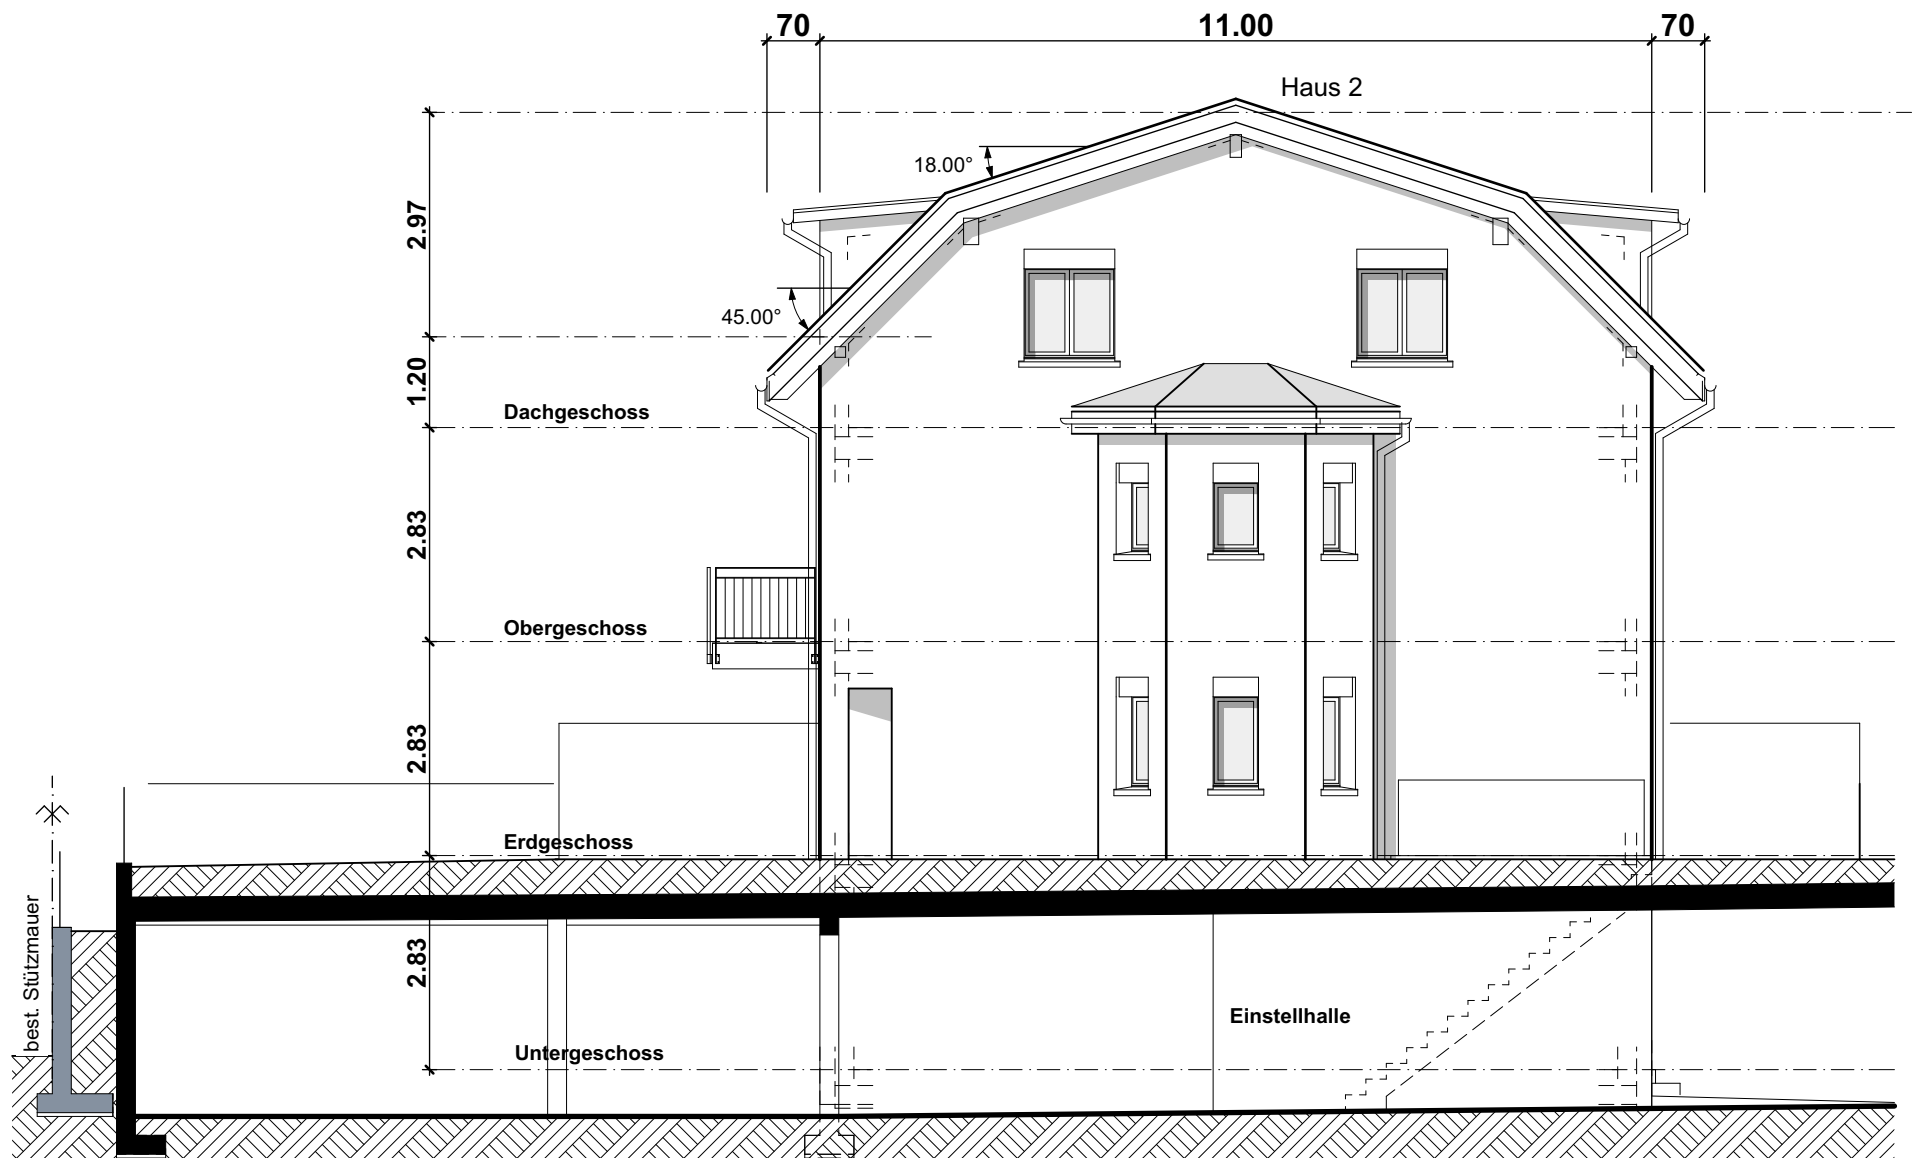 70
11.00
70
Haus 2
18.00°
2.97
45.00°
1.20
Dachgeschoss
2.83
Obergeschoss
2.83
Erdgeschoss
best. Stützmauer
2.83
Einstellhalle
Untergeschoss